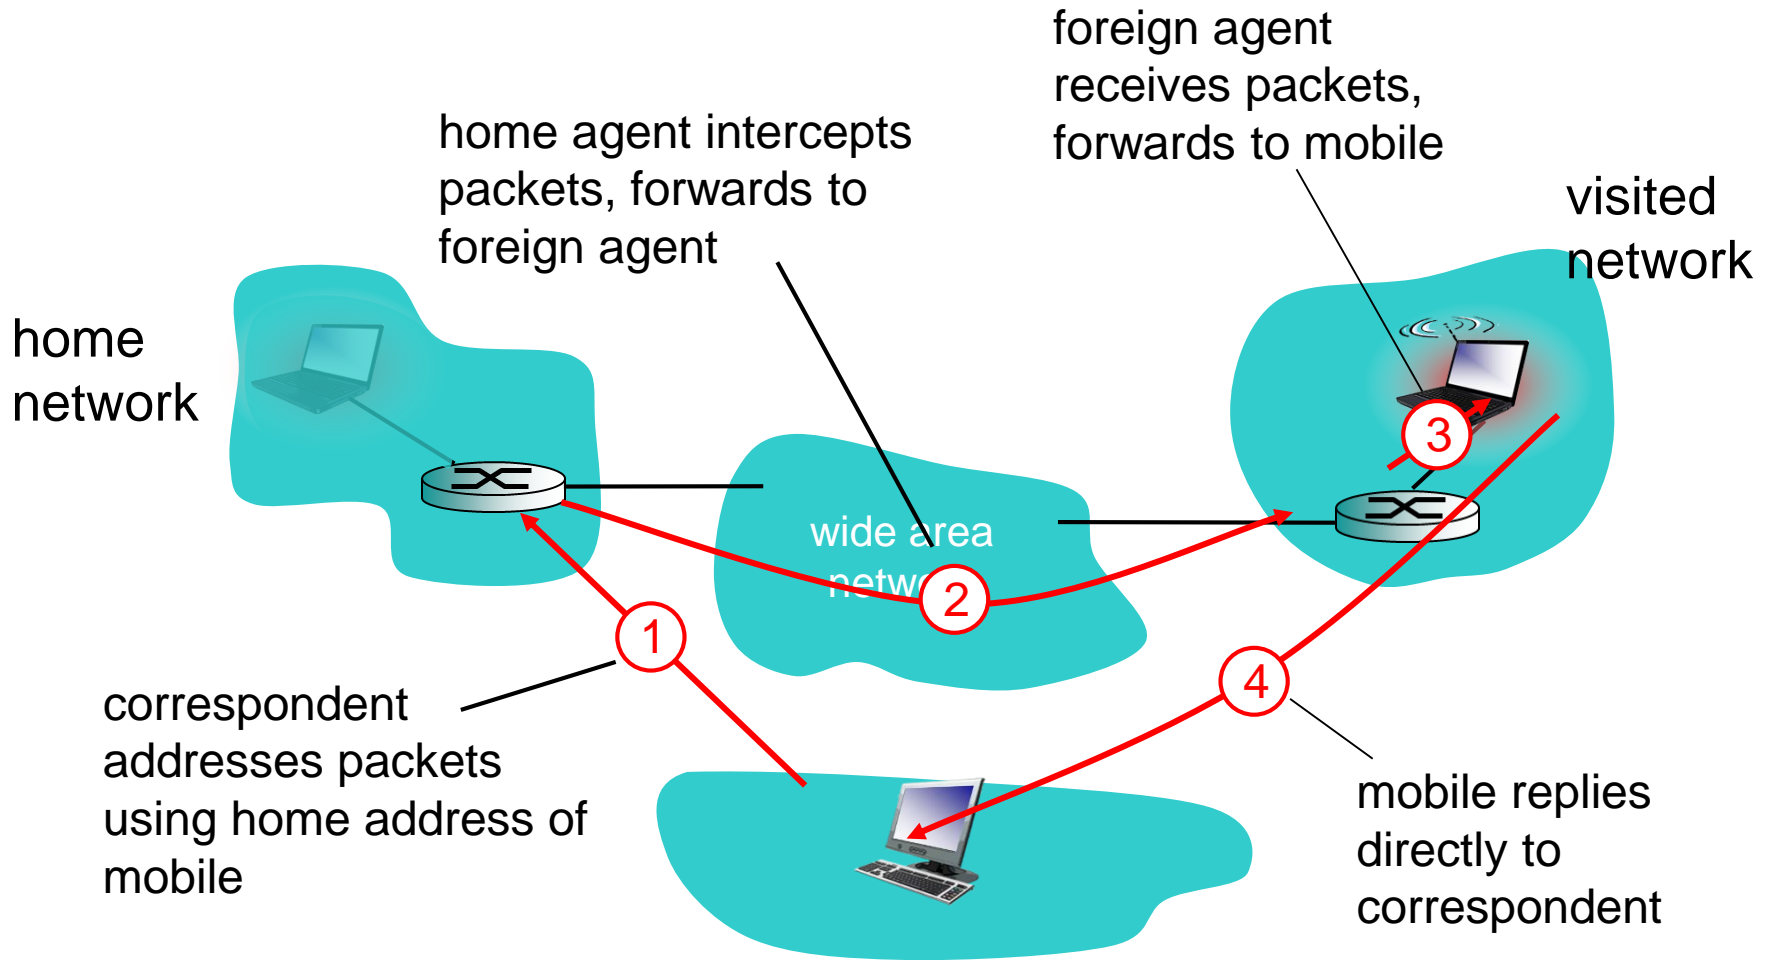 foreign agent
receives packets,
forwards to mobile
home agent intercepts
packets, forwards to
foreign agent
visited
network
home
network
3
wide area
2
1
4
correspondent
addresses packets
using home address of
mobile
mobile replies
directly to
correspondent